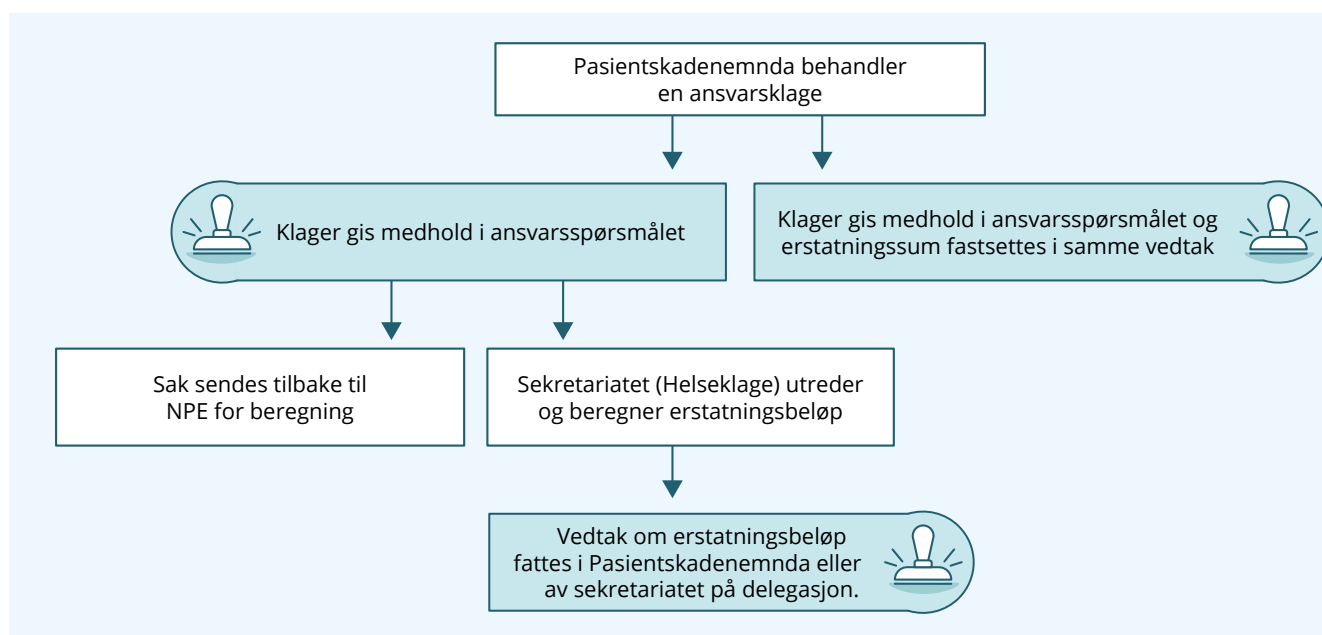 Pasientskadenemnda behandler
en ansvarsklage
Klager gis medhold i ansvarsspørsmålet
Klager gis medhold i ansvarsspørsmålet og
erstatningssum fastsettes i samme vedtak
Sak sendes tilbake til
NPE for beregning
Sekretariatet (Helseklage) utreder
og beregner erstatningsbeløp
Vedtak om erstatningsbeløp
fattes i Pasientskadenemnda eller
av sekretariatet på delegasjon.